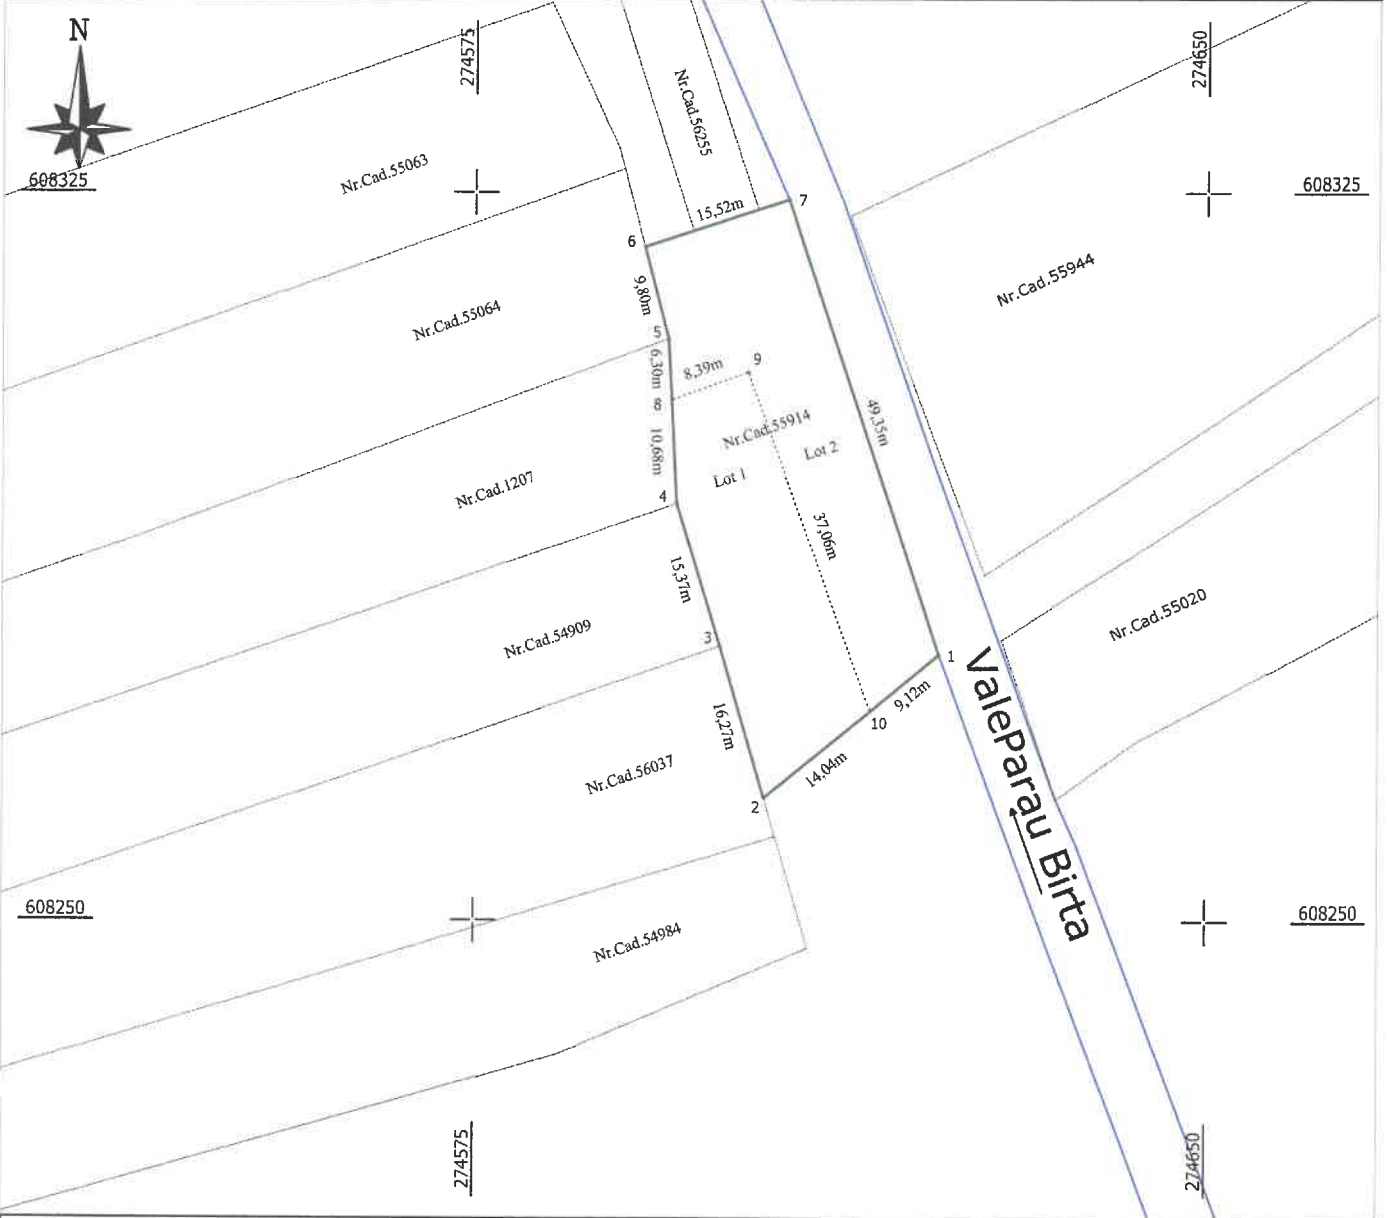 N
274575
274650
Nr.Cad.56255
Nr.Cad.55063
608325
608325
7
15,52m
6
Nr.Cad.55944
9,80m
Nr.Cad.55064
5
6,30m
8,39m
9
8
49,35m
Nr.Cad.55914
10,68m
Lot 2
Lot 1
Nr.Cad.1207
4
37,06m
15,37m
Nr.Cad.54909
3
Nr.Cad.55020
1
9,12m
16,27m
10
ValeParau Birta
Nr.Cad.56037
14,04m
2
608250
608250
Nr.Cad.54984
274575
274650